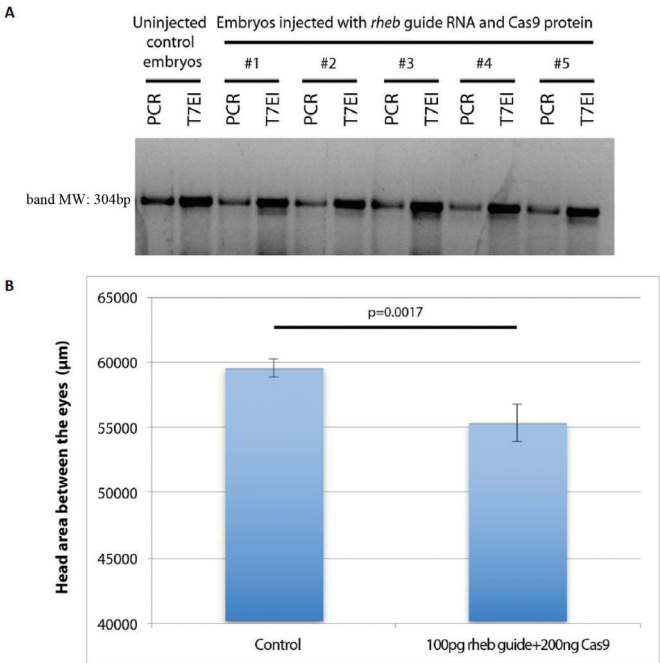 A
Uninjected control embryos
Embryos injected with rheb guide RNA and Cas9 protein
#1 #2 #3 #4 #5
PCR T7EI PCR T7EI PCR T7EI PCR T7EI PCR T7EI PCR T7EI
band MW: 304bp
B
65000
60000
55000
50000
45000
40000
Head area between the eyes (μm)
p=0.0017
Control
100pg rheb guide+200ng Cas9